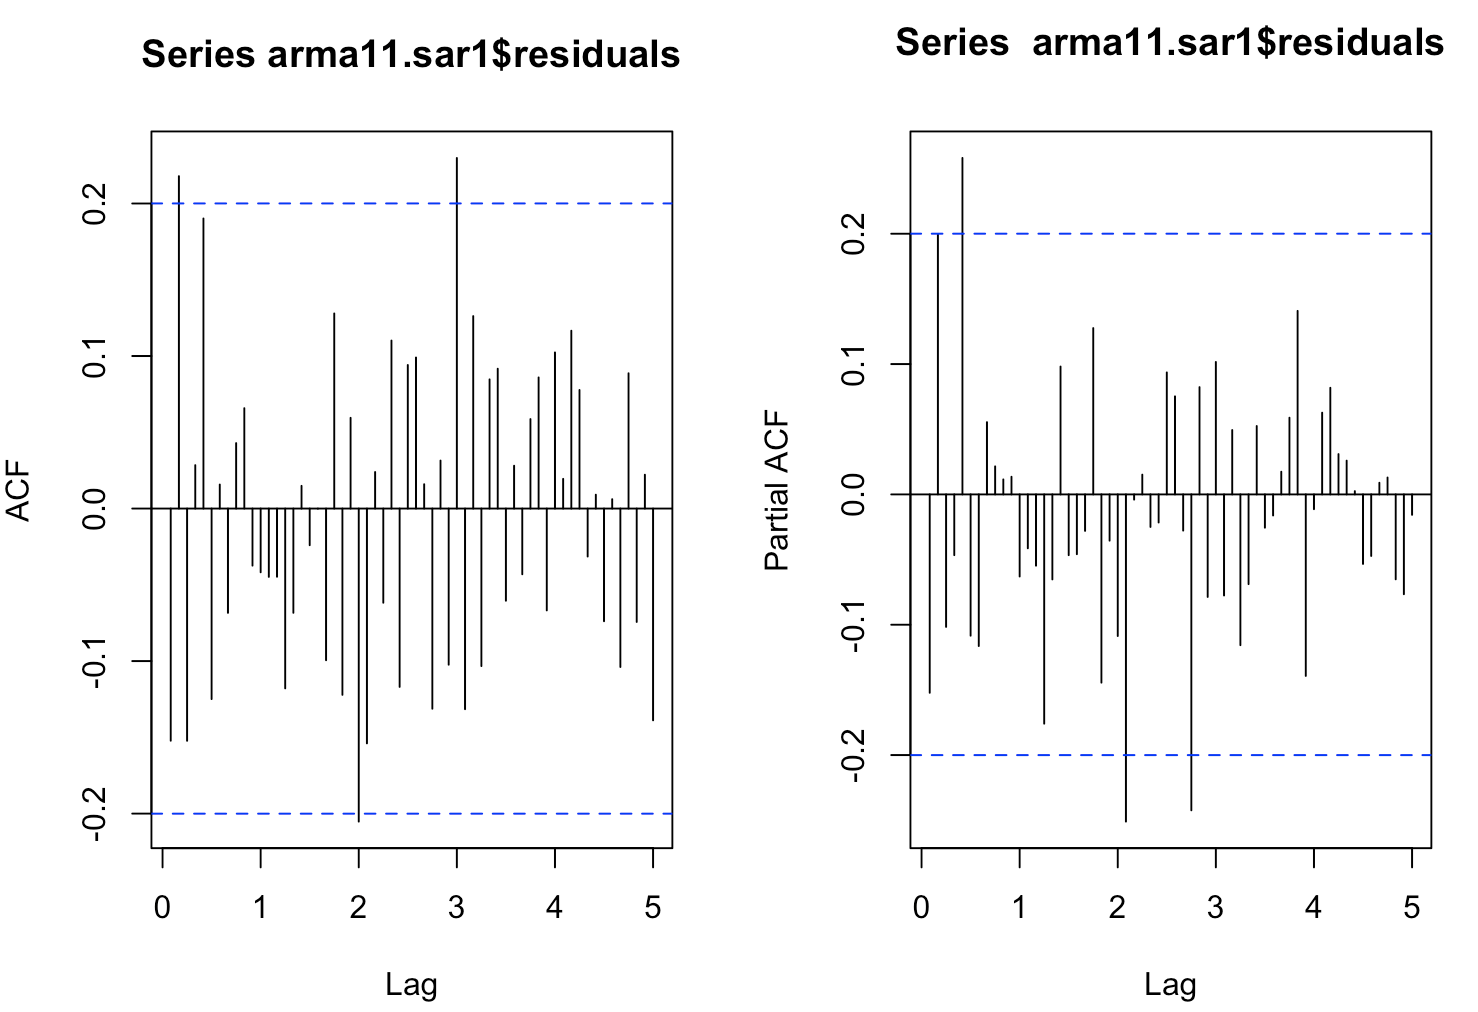 Series arma11.sar1$residuals
ACF
0.2
0.1
0.0
-0.1
-0.2
0 1 2 3 4 5
Lag
Series  arma11.sar1$residuals
Partial ACF
0.2
0.1
0.0
-0.1
-0.2
0 1 2 3 4 5
Lag